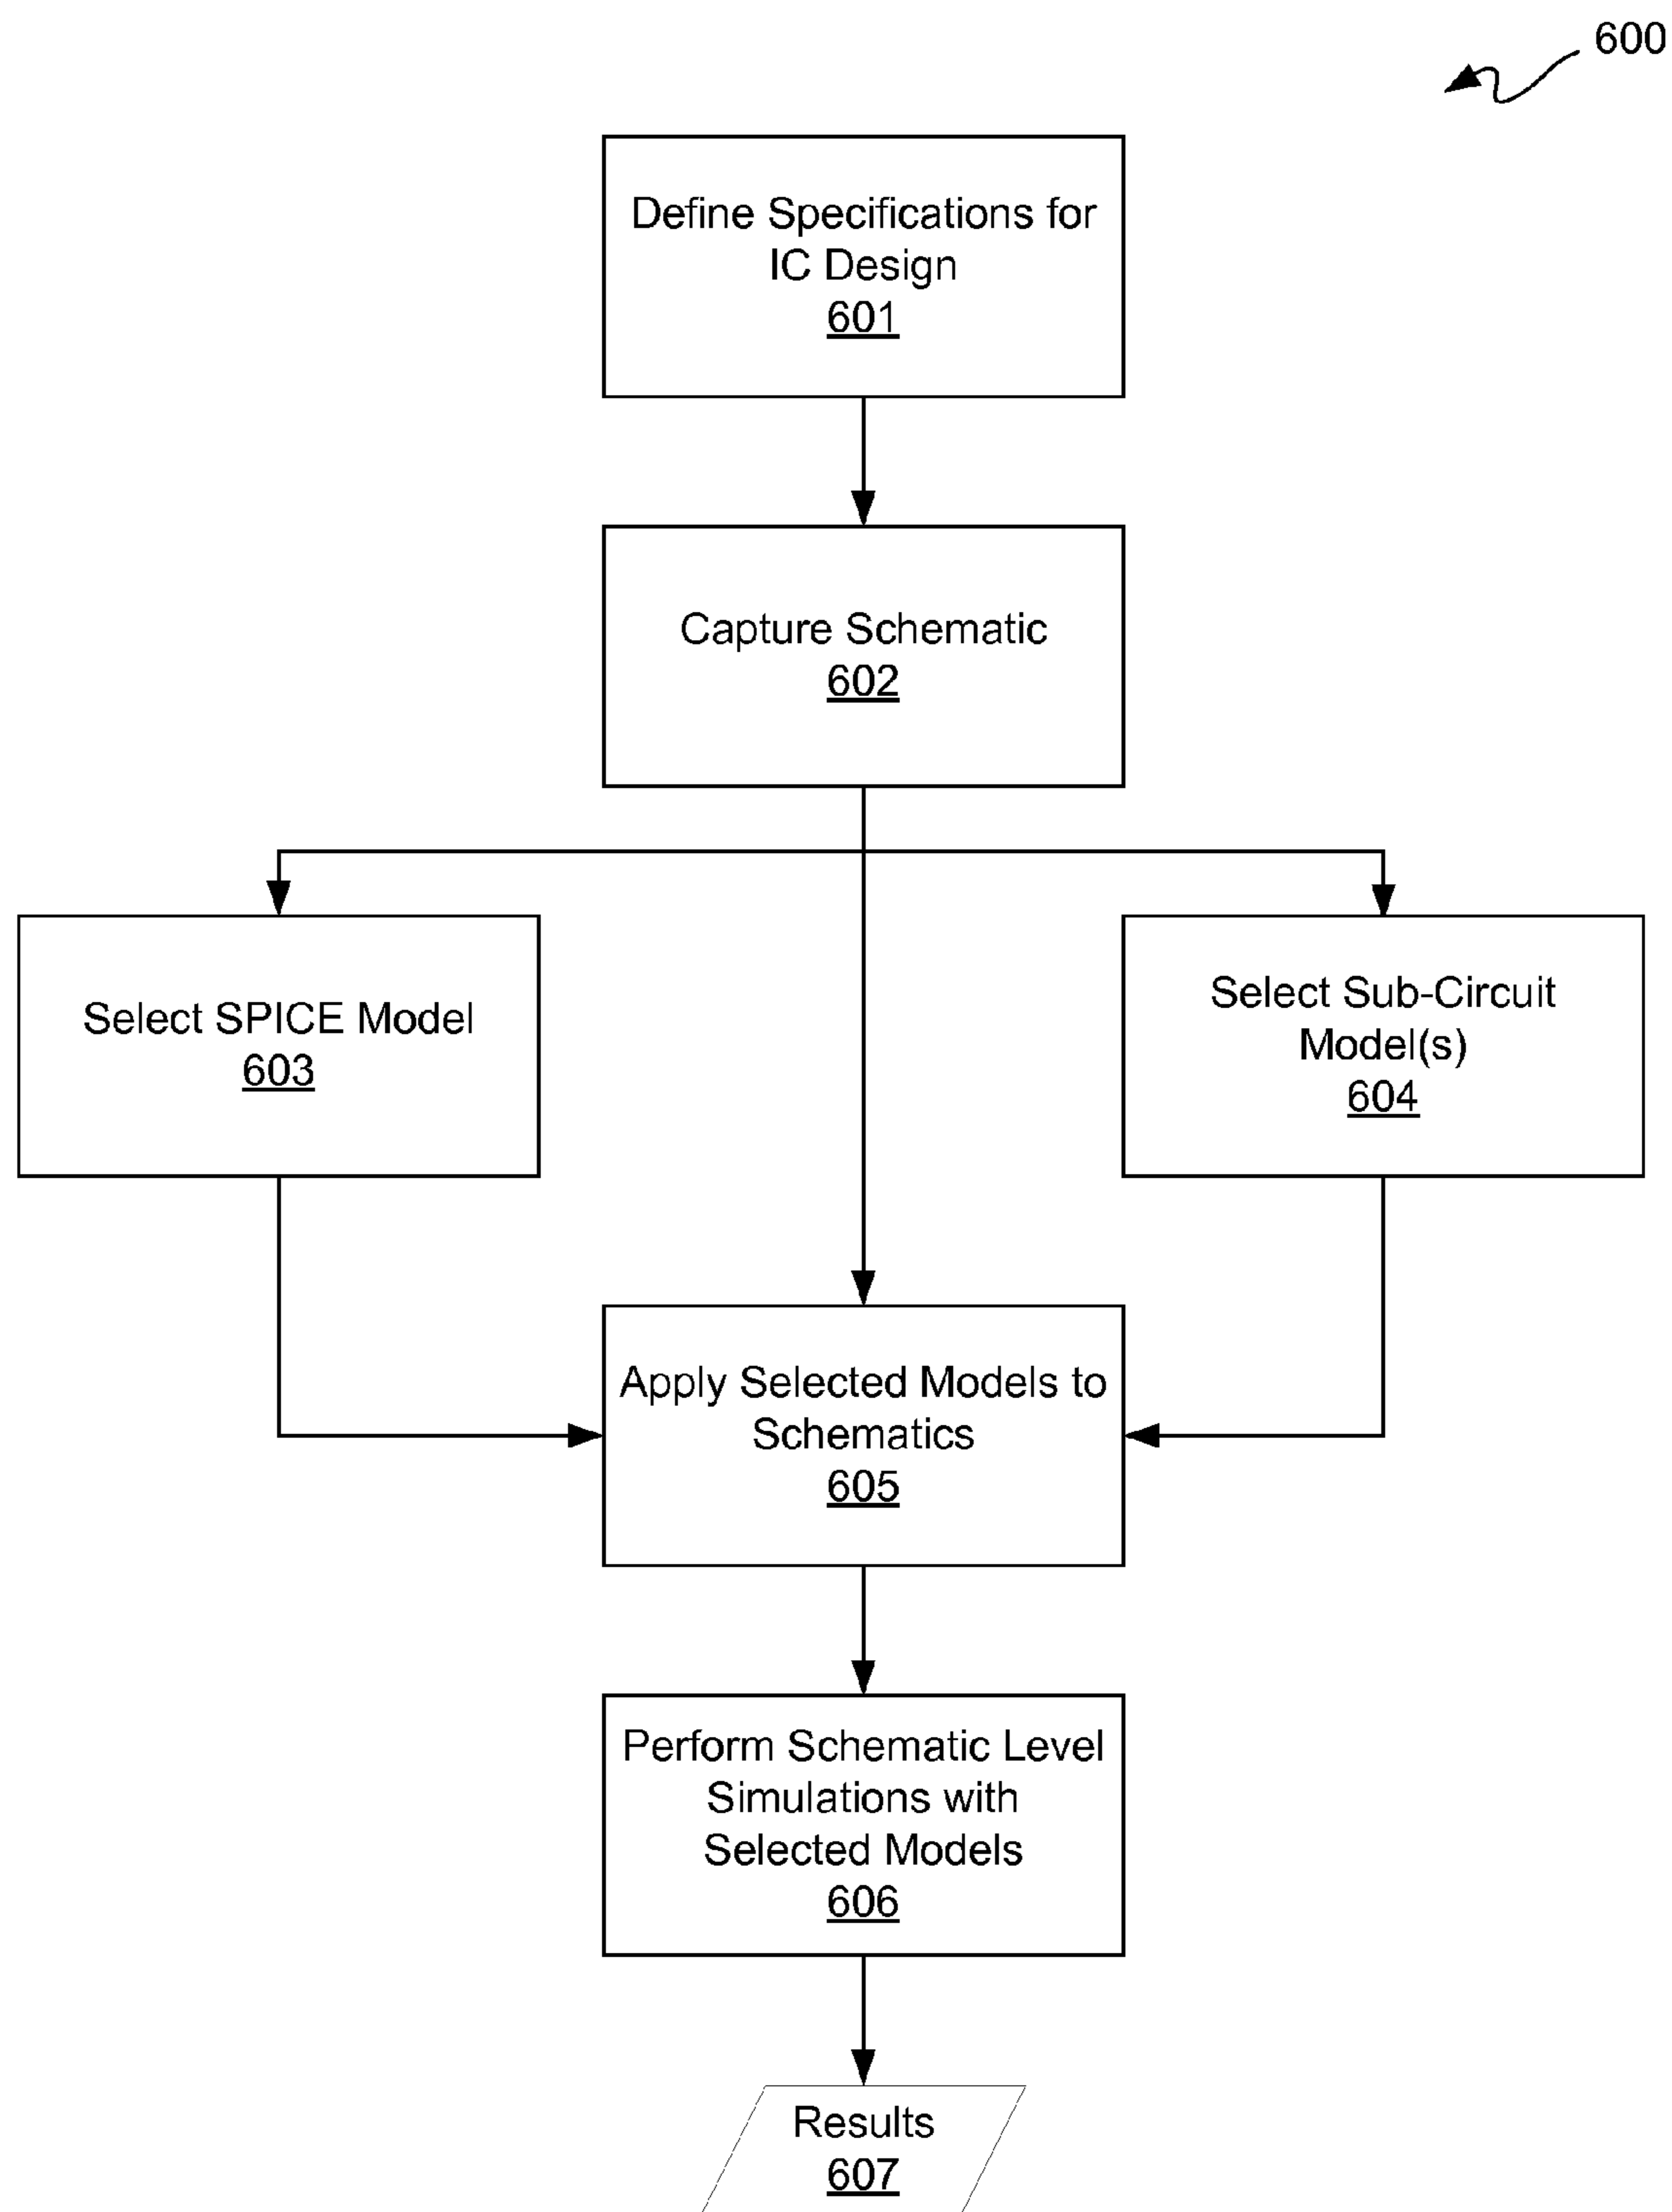 600
Define Specifications for
IC Design
601
Capture Schematic
602
Select SPICE Model
603
Select Sub-Circuit
Model(s)
604
Apply Selected Models to
Schematics
605
Perform Schematic Level
Simulations with
Selected Models
606
Results
607